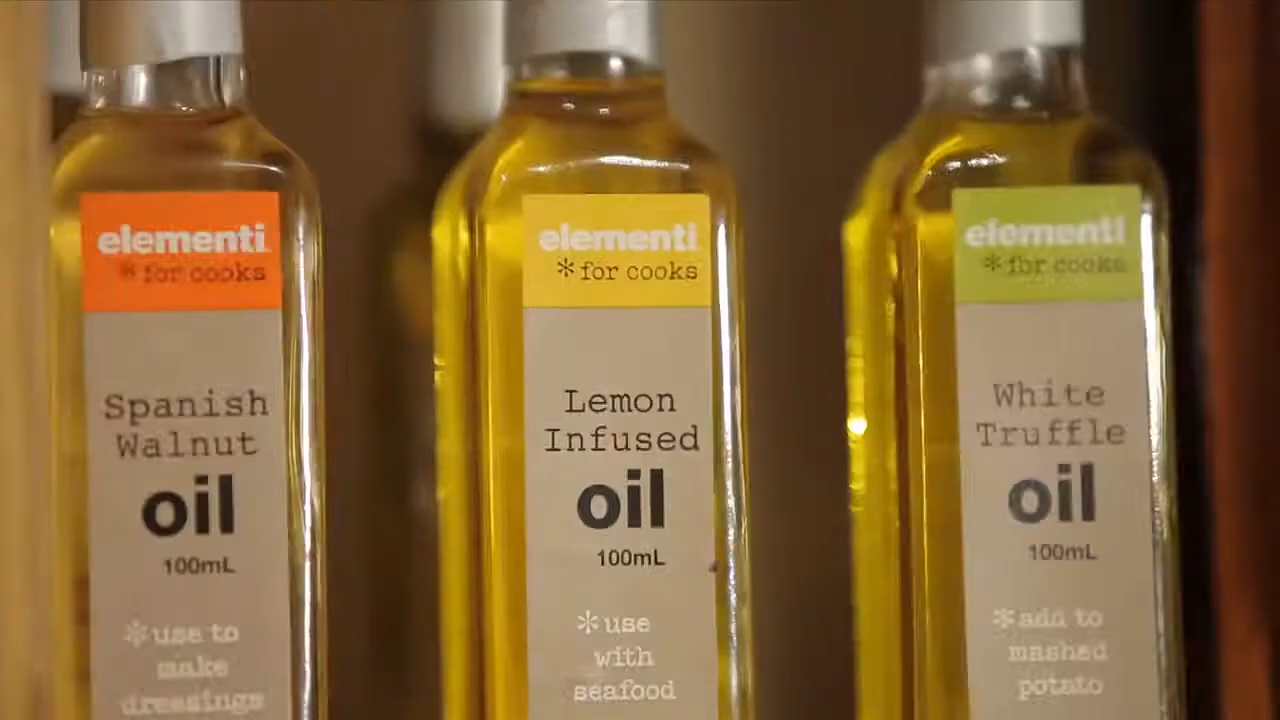 elementi
*for cooks
Spanish
Walnut
oil
100mL
*use to
make
dressings
elementi
*for cooks
Lemon
Infused
oil
100mL
*use
with
seafood
elementi
*for cooks
White
Truffle
oil
100mL
*add to
mashed
potato